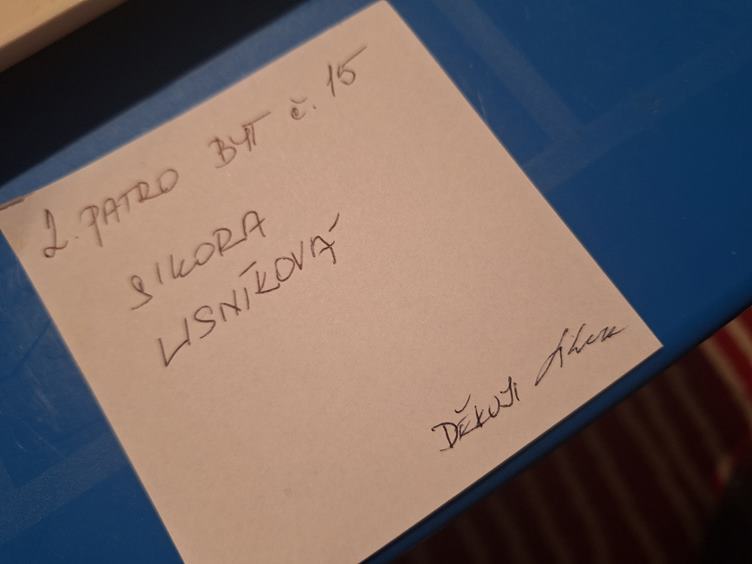 2. PATRO BYT č. 15
SIKORA
LISNÍKOVÁ
DĚKUJI